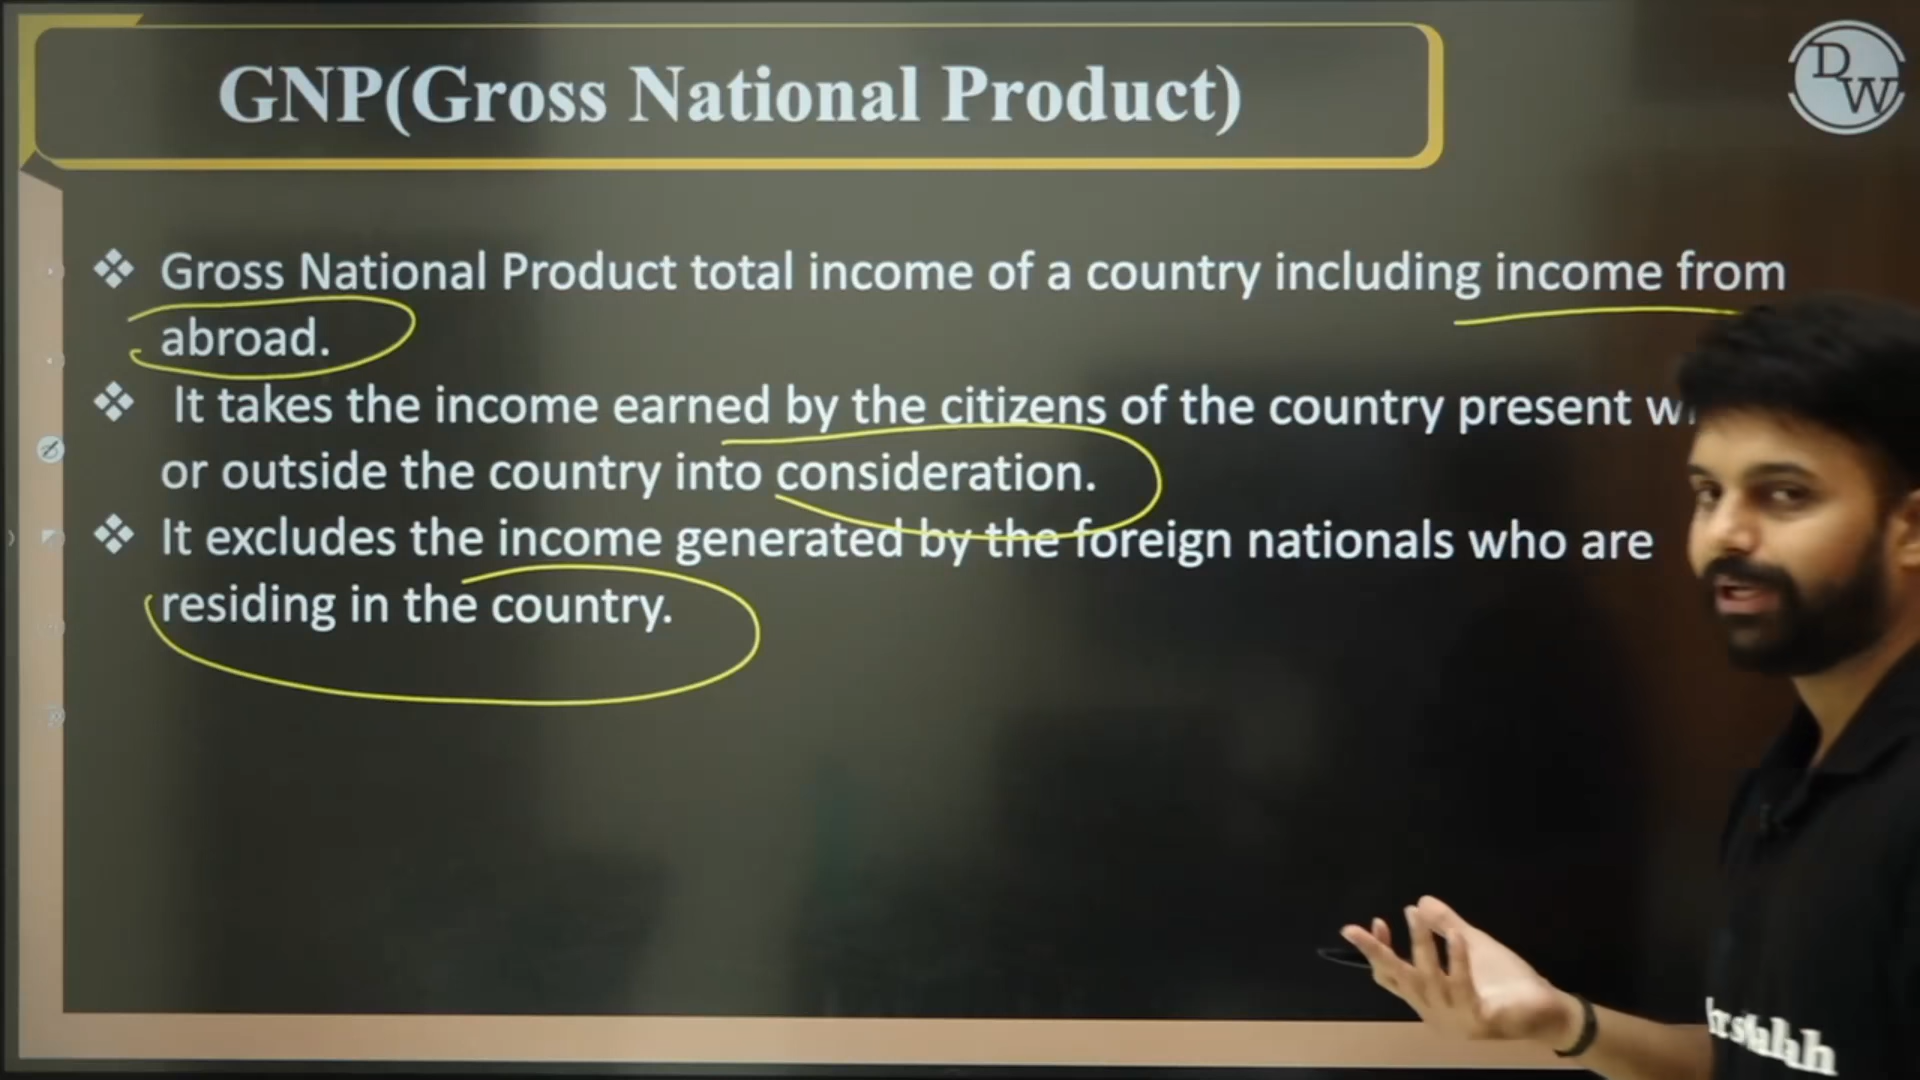 GNP(Gross National Product)
DW
Gross National Product total income of a country including income from
abroad.
It takes the income earned by the citizens of the country present
or outside the country into consideration.
It excludes the income generated by the foreign nationals who are
residing in the country.